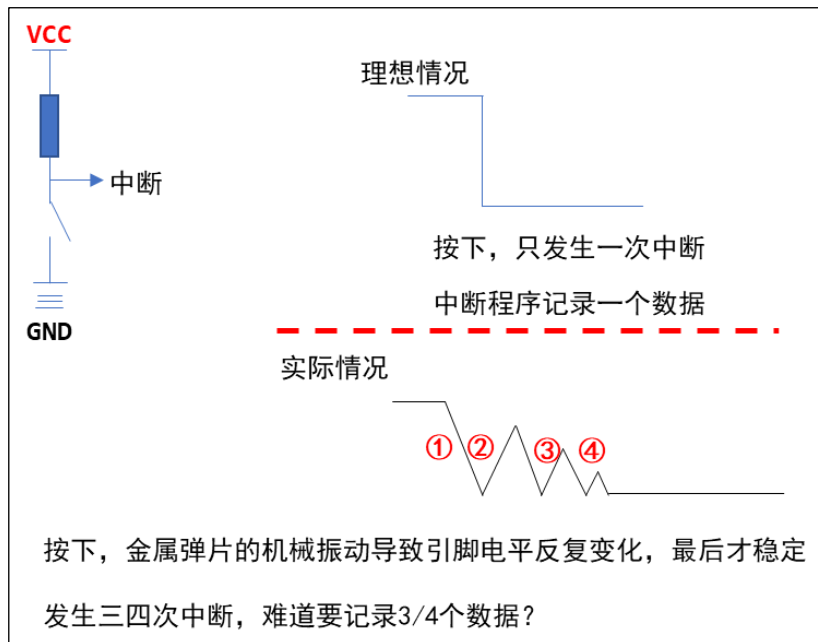 VCC
理想情况
中断
按下，只发生一次中断
中断程序记录一个数据
GND
实际情况
① ② ③ ④
按下，金属弹片的机械振动导致引脚电平反复变化，最后才稳定
发生三四次中断，难道要记录3/4个数据？